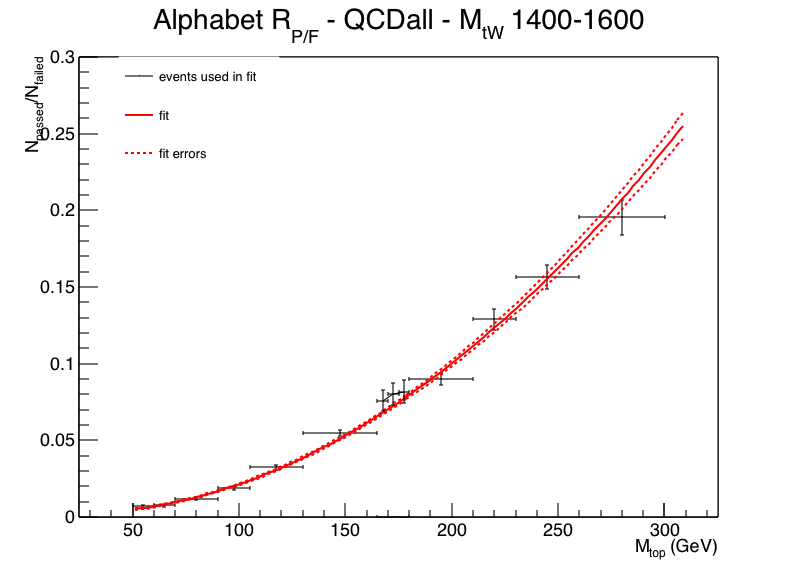 Alphabet R_P/F - QCDall - M_tW 1400-1600
N_passed/N_failed
0.3
0.25
0.2
0.15
0.1
0.05
0
events used in fit
fit
fit errors
50 100 150 200 250 300
M_top (GeV)